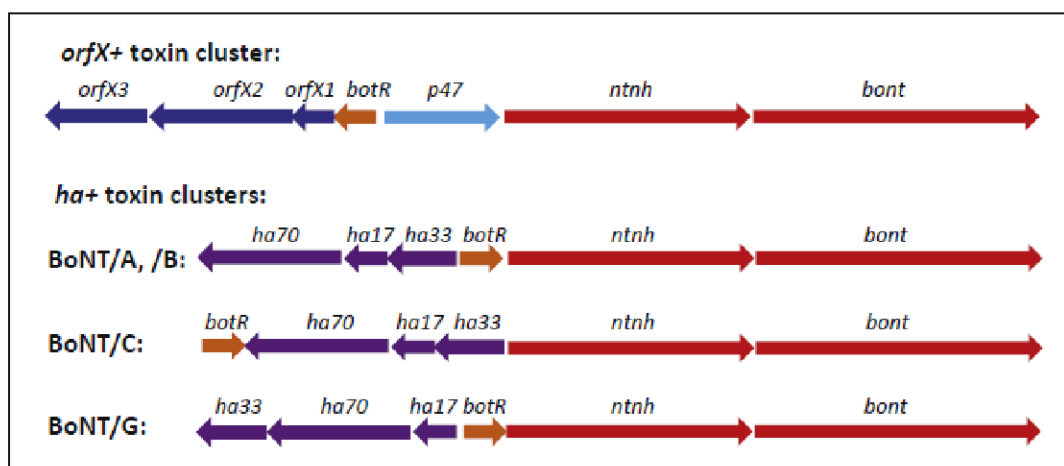 orfX+ toxin cluster:
orfX3 orfX2 orfX1 botR p47 ntnh bont
ha+ toxin clusters:
ha70 ha17 ha33 botR ntnh bont
BoNT/A, /B:
botR ha70 ha17 ha33 ntnh bont
BoNT/C:
ha33 ha70 ha17 botR ntnh bont
BoNT/G: